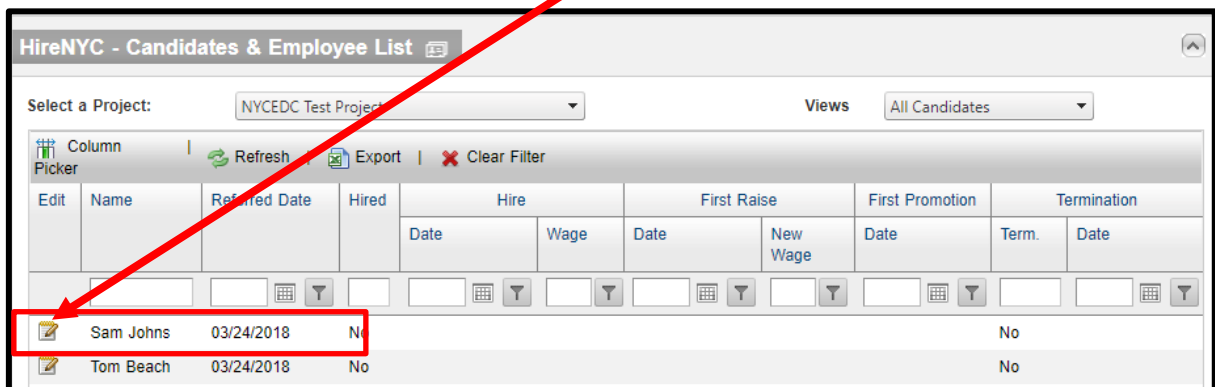 HireNYC - Candidates & Employee List
Select a Project: NYCEDC Test Project Views All Candidates
Column Picker | Refresh | Export | Clear Filter
Edit Name Referred Date Hired Hire First Raise First Promotion Termination
Date Wage Date New Wage Date Term. Date
Sam Johns 03/24/2018 No No
Tom Beach 03/24/2018 No No